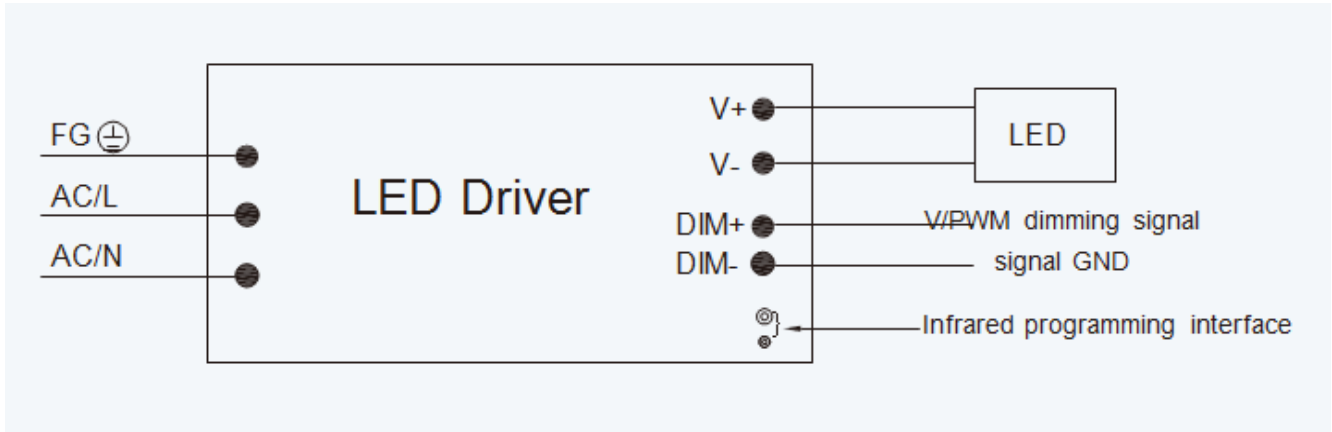 FG
AC/L
AC/N
LED Driver
V+
V-
DIM+
DIM-
LED
V/PWM dimming signal
signal GND
Infrared programming interface